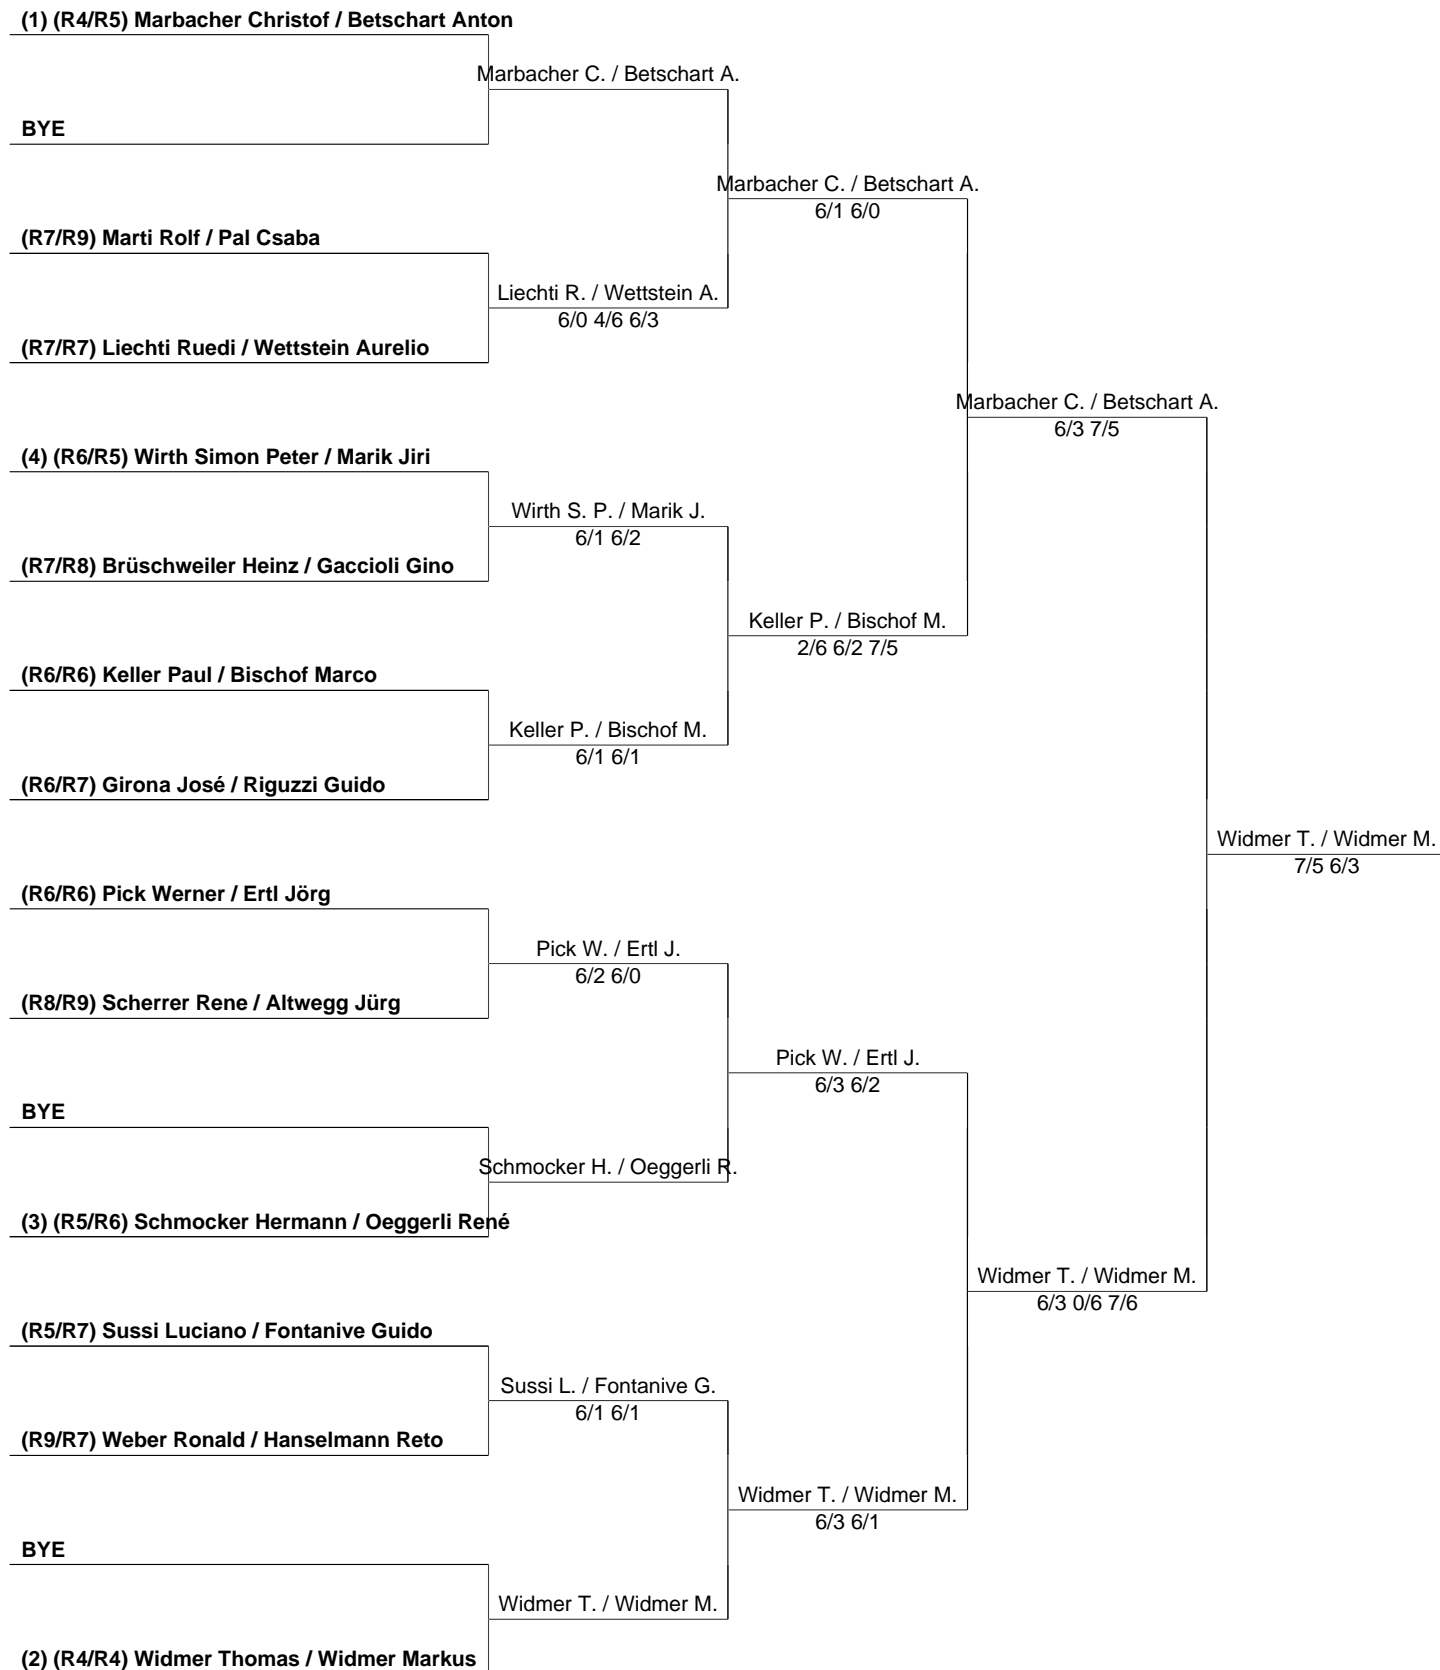 (1) (R4/R5) Marbacher Christof / Betschart Anton
Marbacher C. / Betschart A.
BYE
Marbacher C. / Betschart A.
6/1 6/0
(R7/R9) Marti Rolf / Pal Csaba
Liechti R. / Wettstein A.
6/0 4/6 6/3
(R7/R7) Liechti Ruedi / Wettstein Aurelio
Marbacher C. / Betschart A.
6/3 7/5
(4) (R6/R5) Wirth Simon Peter / Marik Jiri
Wirth S. P. / Marik J.
6/1 6/2
(R7/R8) Brüschweiler Heinz / Gaccioli Gino
Keller P. / Bischof M.
2/6 6/2 7/5
(R6/R6) Keller Paul / Bischof Marco
Keller P. / Bischof M.
6/1 6/1
(R6/R7) Girona José / Riguzzi Guido
Widmer T. / Widmer M.
7/5 6/3
(R6/R6) Pick Werner / Ertl Jörg
Pick W. / Ertl J.
6/2 6/0
(R8/R9) Scherrer Rene / Altwegg Jürg
Pick W. / Ertl J.
6/3 6/2
BYE
Schmocker H. / Oeggerli R.
(3) (R5/R6) Schmocker Hermann / Oeggerli René
Widmer T. / Widmer M.
6/3 0/6 7/6
(R5/R7) Sussi Luciano / Fontanive Guido
Sussi L. / Fontanive G.
6/1 6/1
(R9/R7) Weber Ronald / Hanselmann Reto
Widmer T. / Widmer M.
6/3 6/1
BYE
Widmer T. / Widmer M.
(2) (R4/R4) Widmer Thomas / Widmer Markus